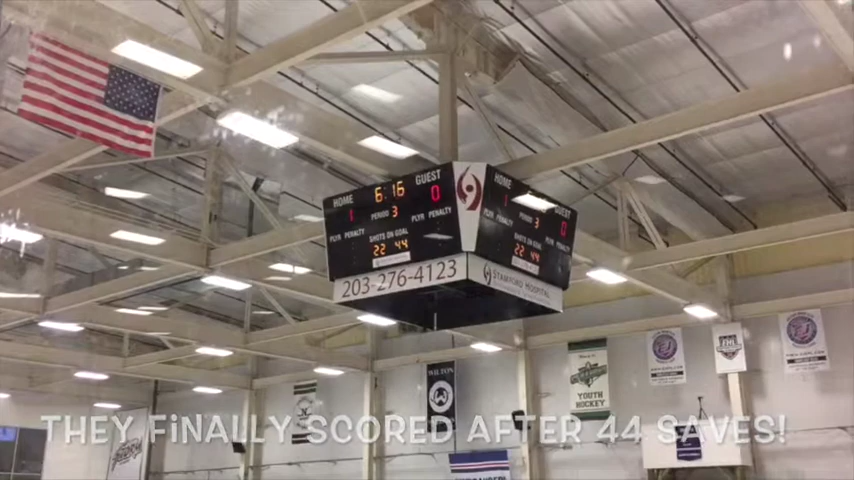 HOME 6:16 GUEST
1 PERIOD 3 0
PLYR PENALTY PLYR PENALTY
SHOTS ON GOAL
22 44
203-276-4123
HOME GUEST
1 PERIOD 3 0
PLYR PENALTY PLYR PENALTY
SHOTS ON GOAL
22 44
STAMFORD HOSPITAL
WILTON
YOUTH
HOCKEY
FHL
THEY FINALLY SCORED AFTER 44 SAVES!